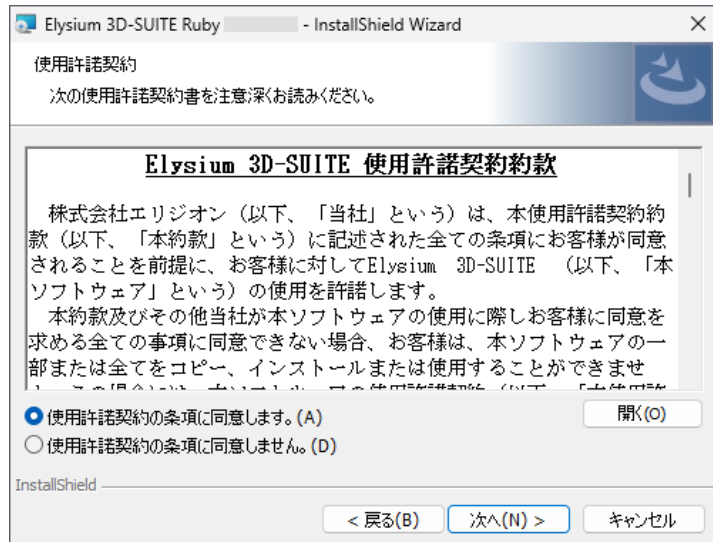 Elysium 3D-SUITE Ruby - InstallShield Wizard
使用許諾契約
次の使用許諾契約書を注意深くお読みください。
Elysium 3D-SUITE 使用許諾契約約款
株式会社エリジオン（以下、「当社」という）は、本使用許諾契約約
款（以下、「本約款」という）に記述された全ての条項にお客様が同意
されることを前提に、お客様に対してElysium 3D-SUITE （以下、「本
ソフトウェア」という）の使用を許諾します。
本約款及びその他当社が本ソフトウェアの使用に際しお客様に同意を
求める全ての事項に同意できない場合、お客様は、本ソフトウェアの一
部または全てをコピー、インストールまたは使用することができませ
使用許諾契約の条項に同意します。(A)
開く(O)
使用許諾契約の条項に同意しません。(D)
InstallShield
< 戻る(B)
次へ(N) >
キャンセル